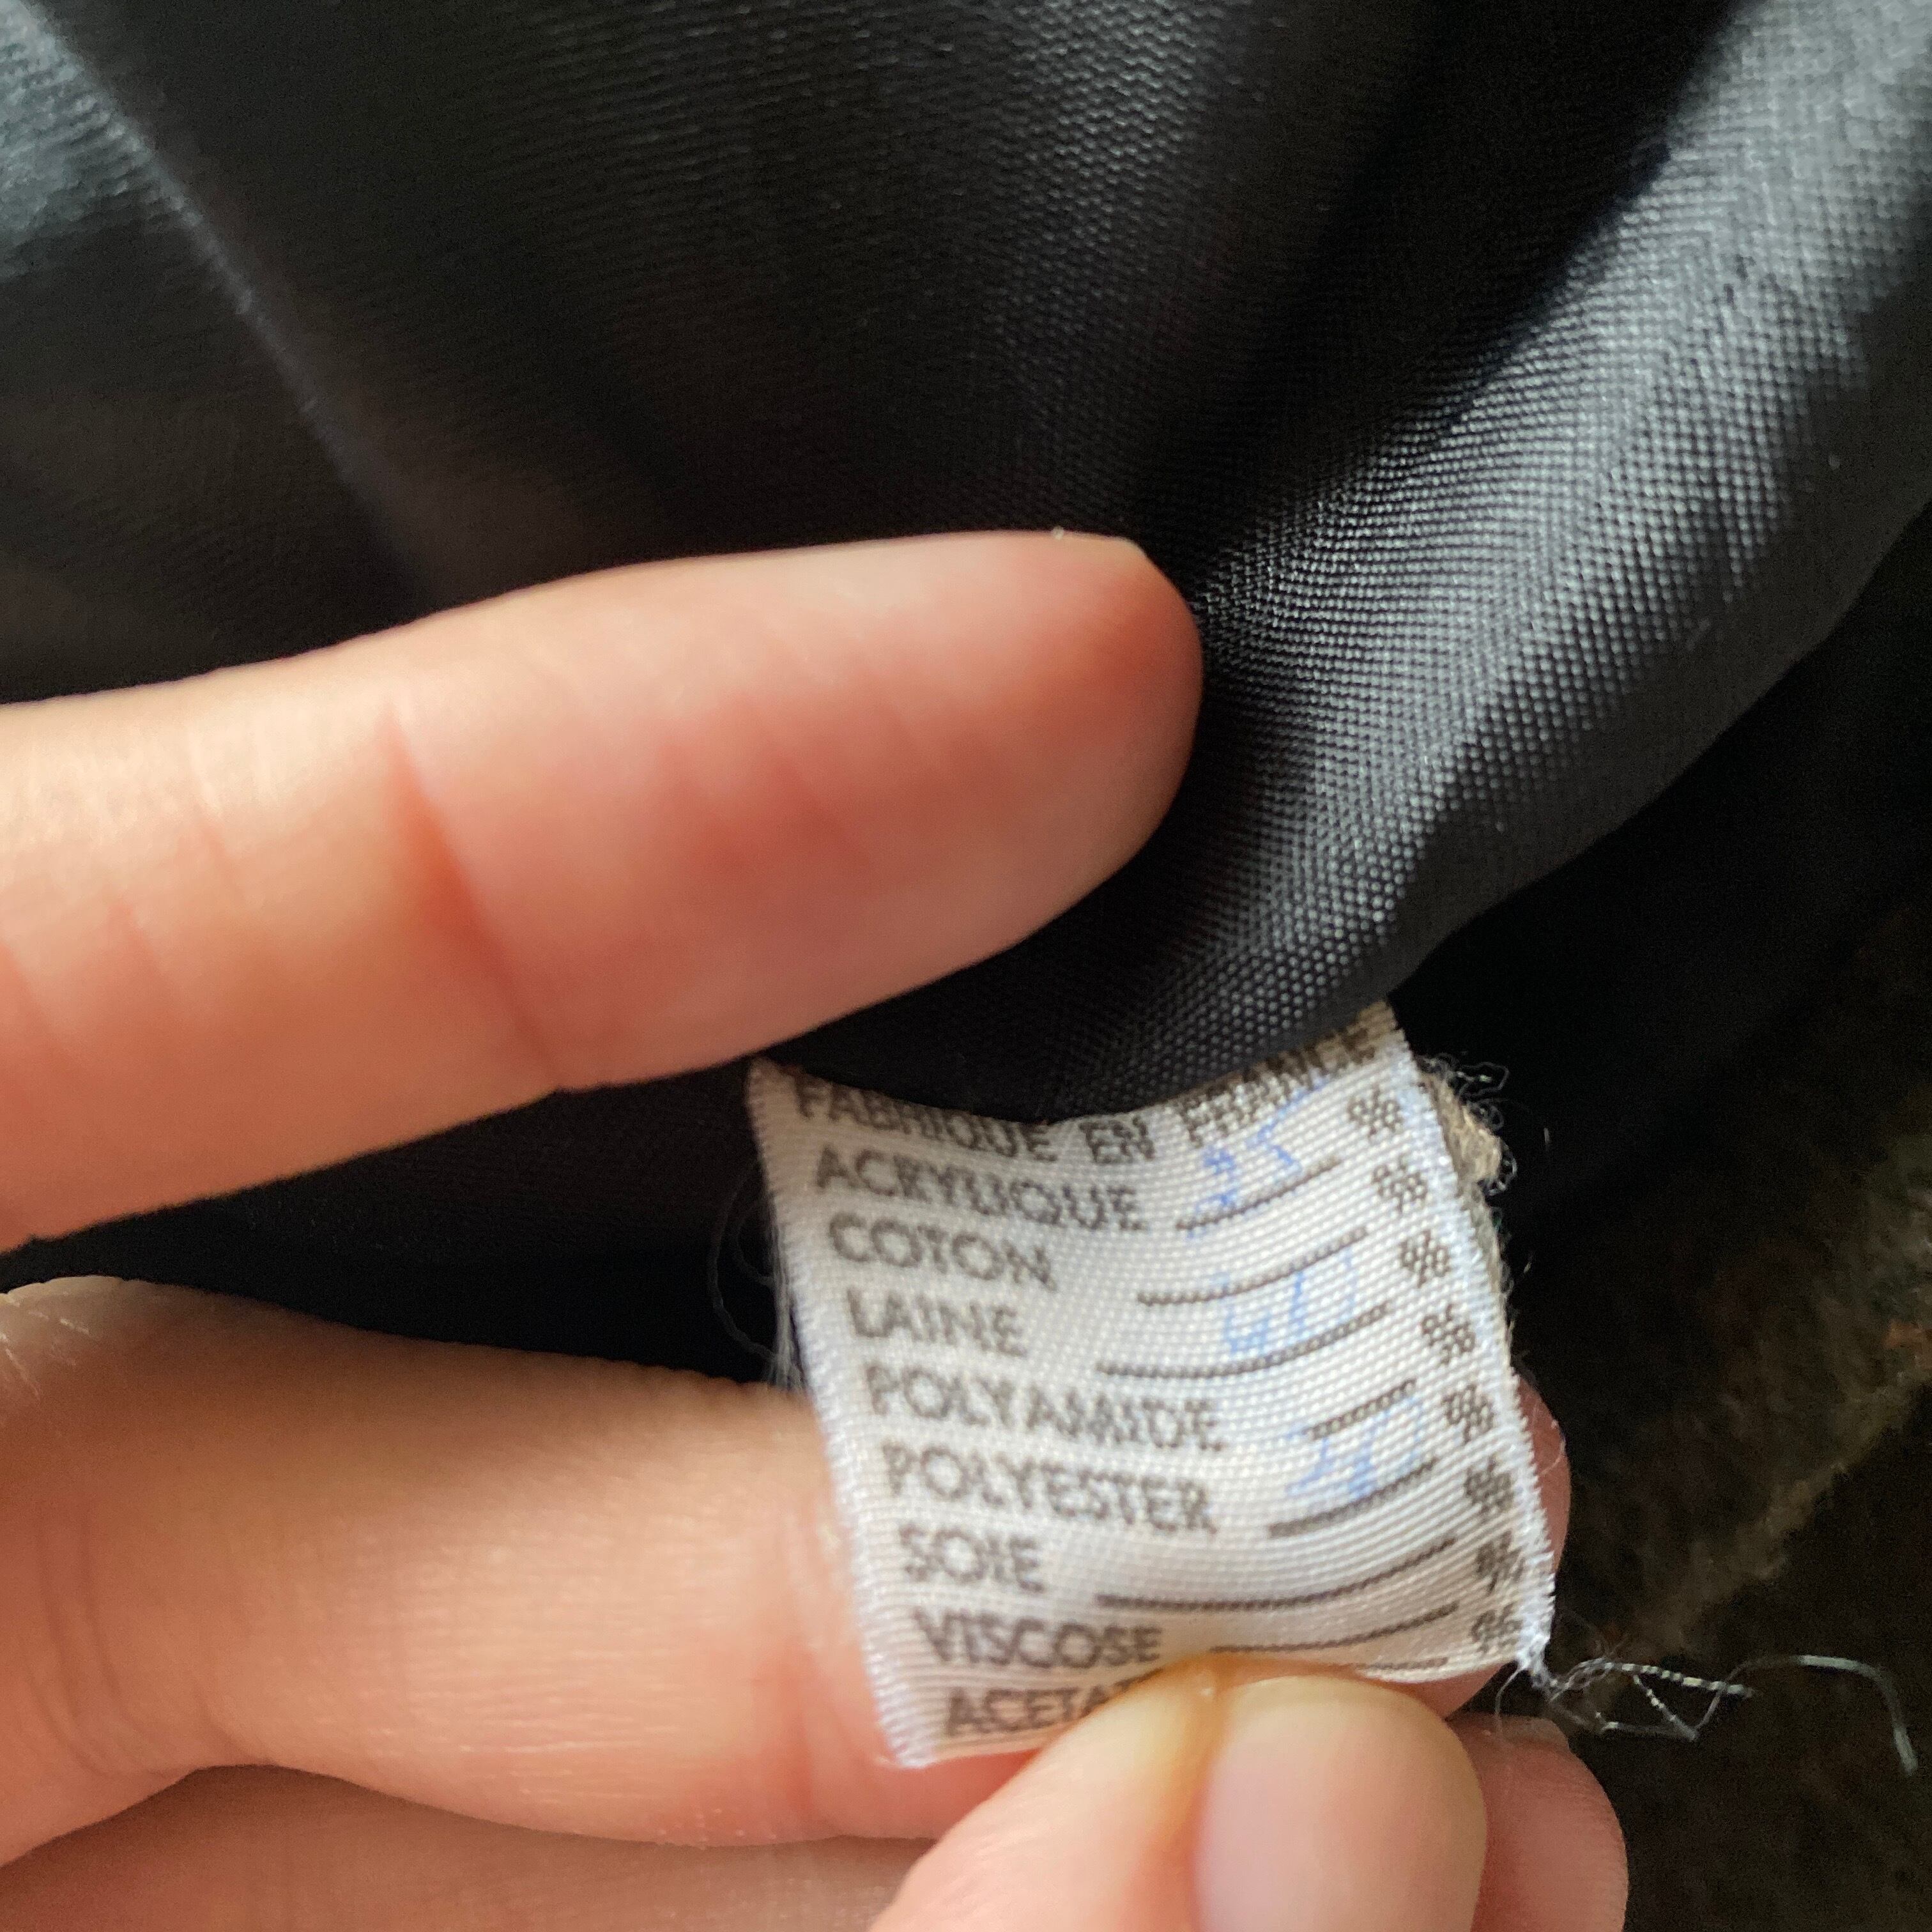 FABRIQUE EN FRANCE
ACRYLIQUE %
COTON %
LAINE %
POLYAMIDE %
POLYESTER %
SOIE %
VISCOSE %